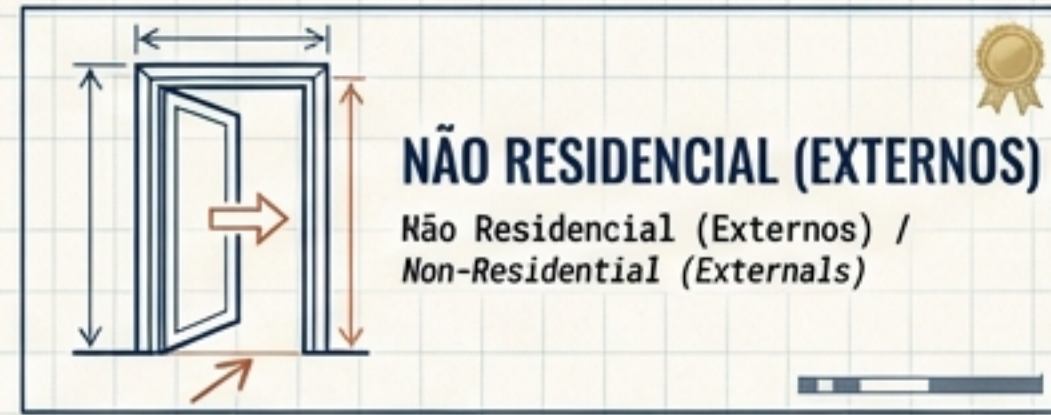 NÃO RESIDENCIAL (EXTERNOS)
Não Residencial (Externos) /
Non-Residential (Externals)